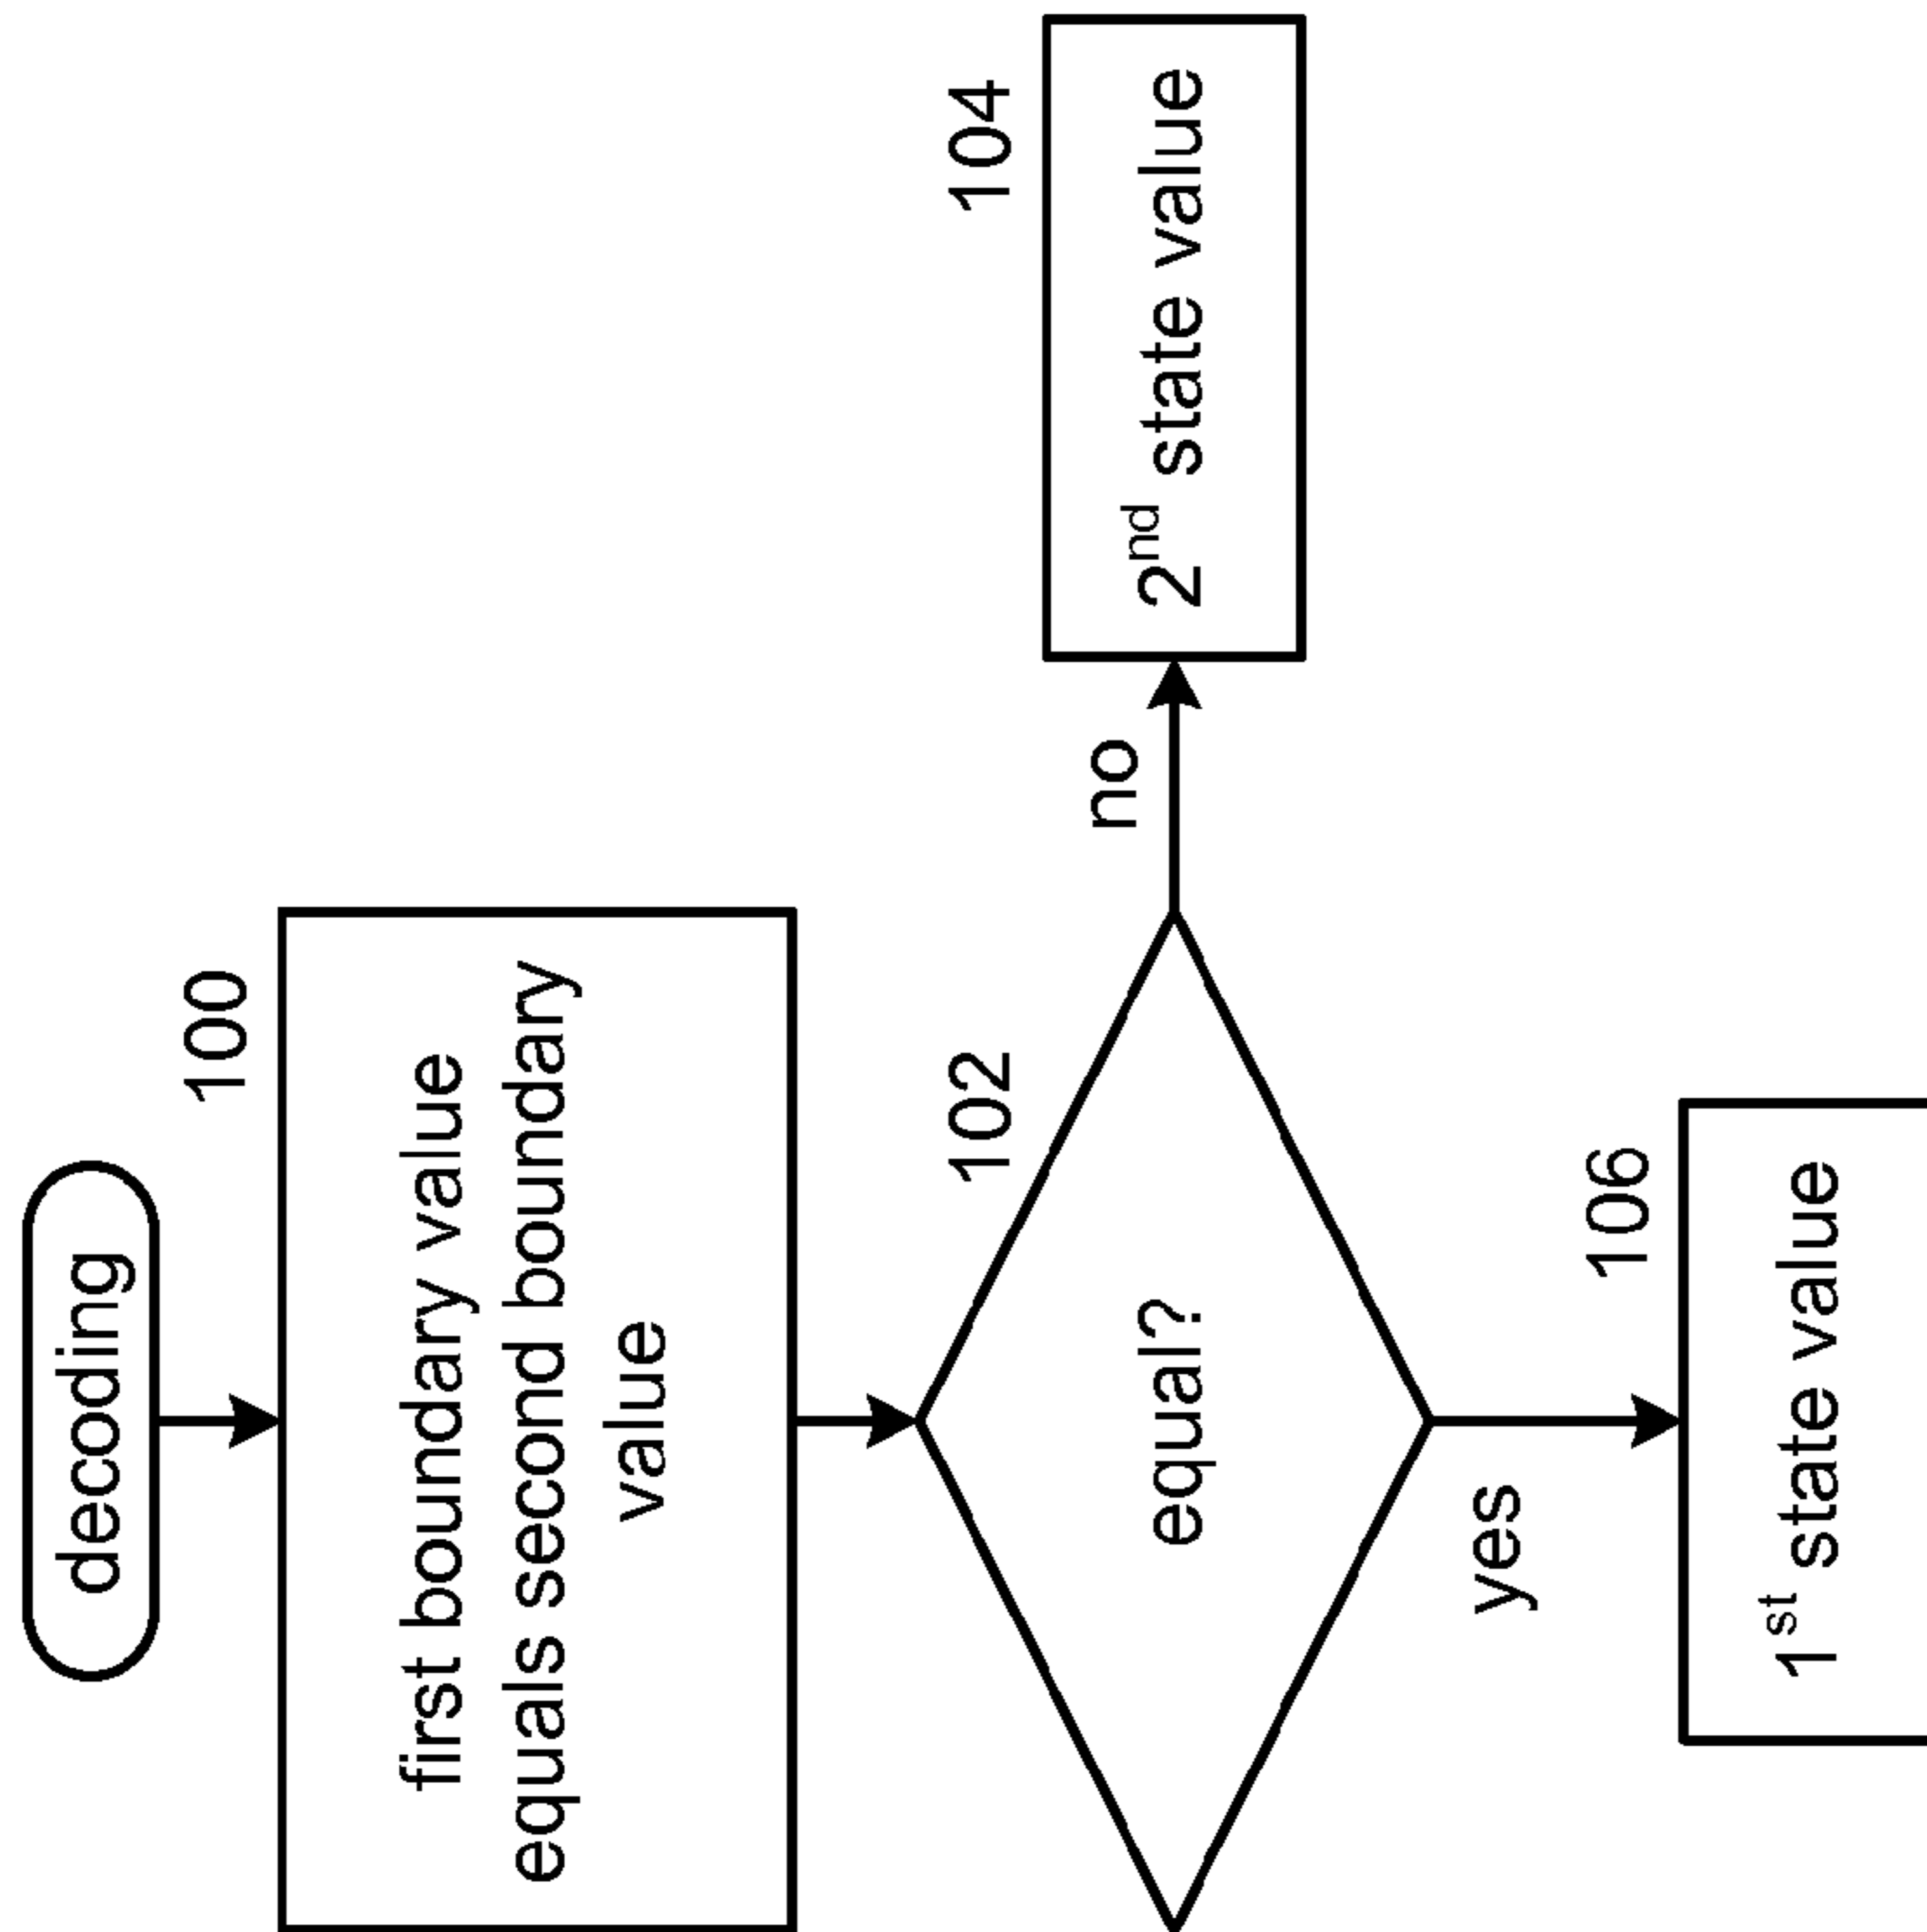 decoding
100
first boundary value
equals second boundary
value
102
equal?
no
104
2nd state value
yes
106
1st state value